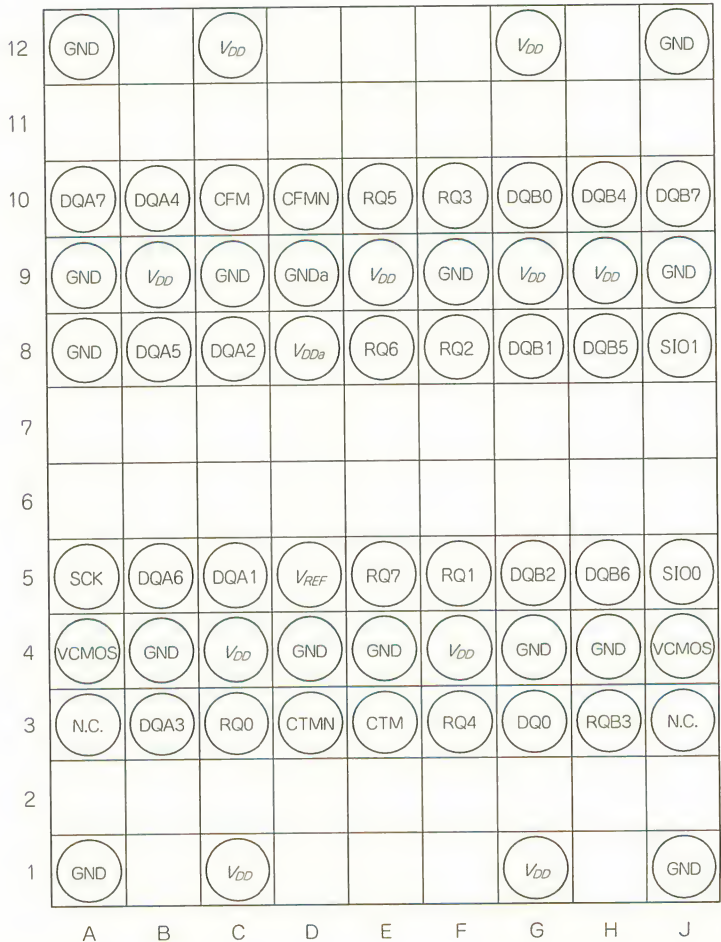 12 GND VDD VDD GND
11
10 DQA7 DQA4 CFM CFMN RQ5 RQ3 DQB0 DQB4 DQB7
9 GND VDD GND GNDa VDD GND VDD VDD GND
8 GND DQA5 DQA2 VDDa RQ6 RQ2 DQB1 DQB5 SIO1
7
6
5 SCK DQA6 DQA1 VREF RQ7 RQ1 DQB2 DQB6 SIO0
4 VCMOS GND VDD GND GND VDD GND GND VCMOS
3 N.C. DQA3 RQ0 CTMN CTM RQ4 DQ0 RQB3 N.C.
2
1 GND VDD VDD GND
A B C D E F G H J